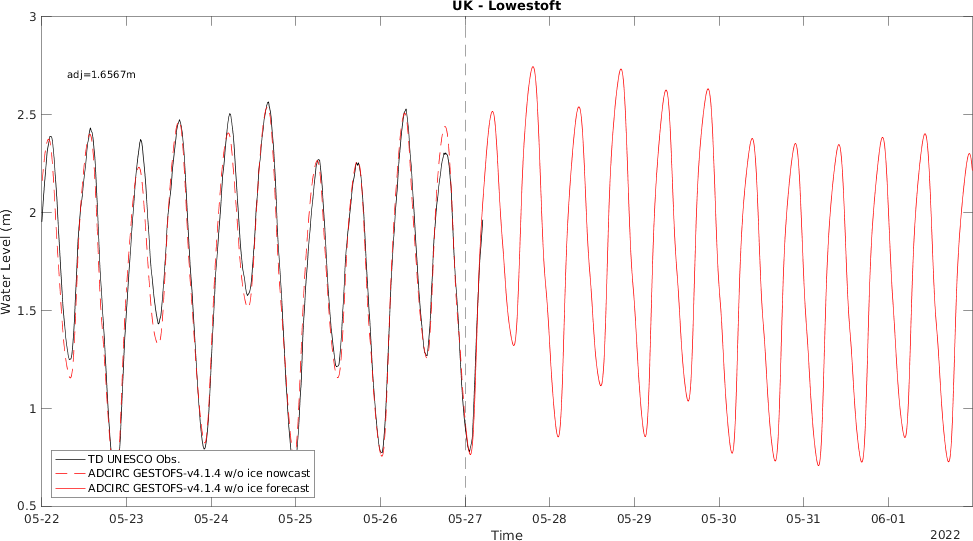 UK - Lowestoft
3
adj=1.6567m
2.5
2
Water Level (m)
1.5
1
TD UNESCO Obs.
ADCIRC GESTOFS-v4.1.4 w/o ice nowcast
ADCIRC GESTOFS-v4.1.4 w/o ice forecast
0.5
05-22 05-23 05-24 05-25 05-26 05-27 05-28 05-29 05-30 05-31 06-01
Time
2022